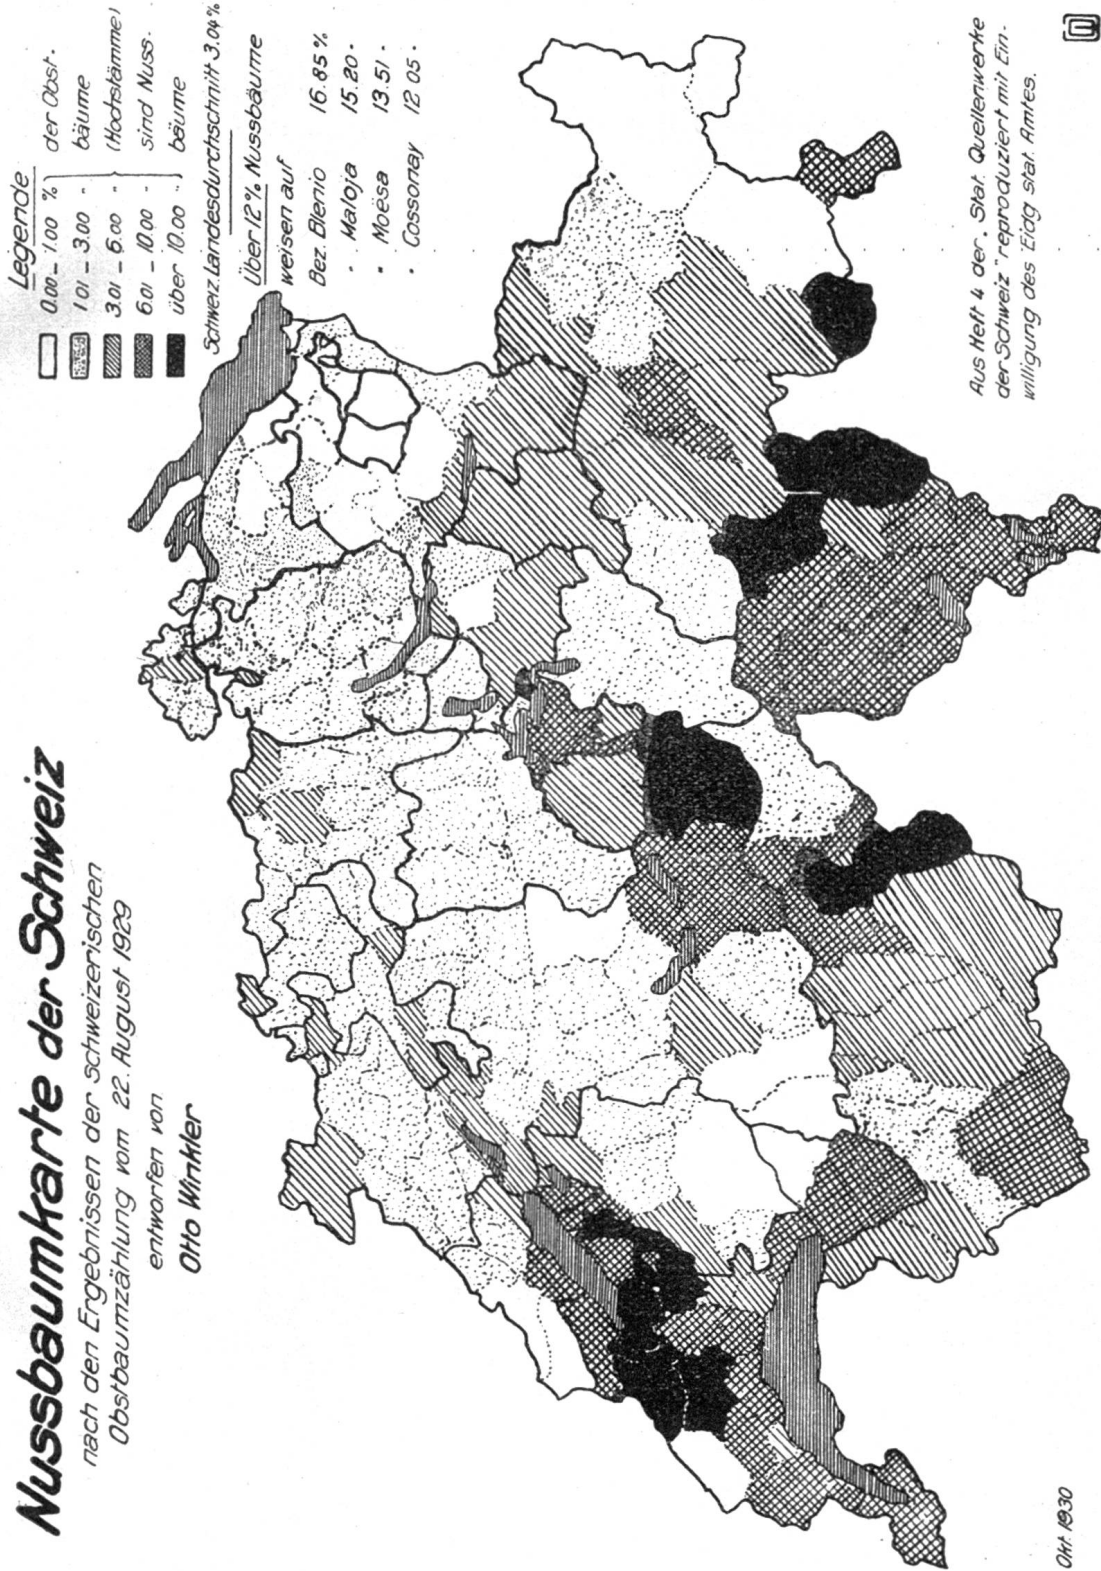 Nussbaumkarte der Schweiz
nach den Ergebnissen der schweizerischen
Obstbaumzählung vom 22. August 1929
entworfen von
Otto Winkler
Legende
0.00 - 1.00 % der Obst-
1.01 - 3.00 " bäume
3.01 - 6.00 " (Hochstämme)
6.01 - 10.00 " sind Nuss-
über 10.00 " bäume
Schweiz. Landesdurchschnitt 3.04%
Über 12% Nussbäume
weisen auf
Bez. Blenio 16.85 %
" Maloja 15.20 "
" Moësa 13.51 "
" Cossonay 12.05 "
Aus Heft 4 der „Stat. Quellenwerke
der Schweiz" reproduziert mit Ein-
willigung des Eidg. stat. Amtes.
Okt. 1930